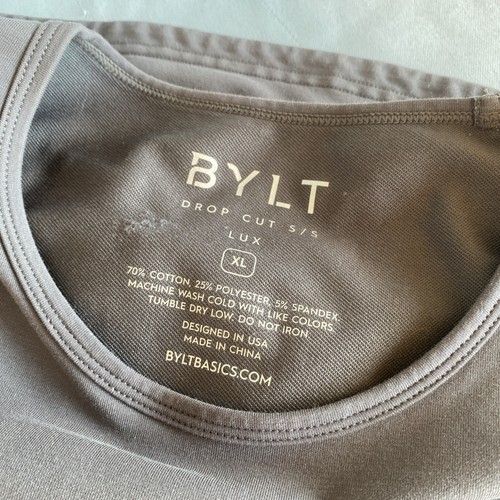 BYLT
DROP CUT S/S
LUX
XL
70% COTTON, 25% POLYESTER, 5% SPANDEX.
MACHINE WASH COLD WITH LIKE COLORS.
TUMBLE DRY LOW. DO NOT IRON.
DESIGNED IN USA
MADE IN CHINA
BYLTBASICS.COM